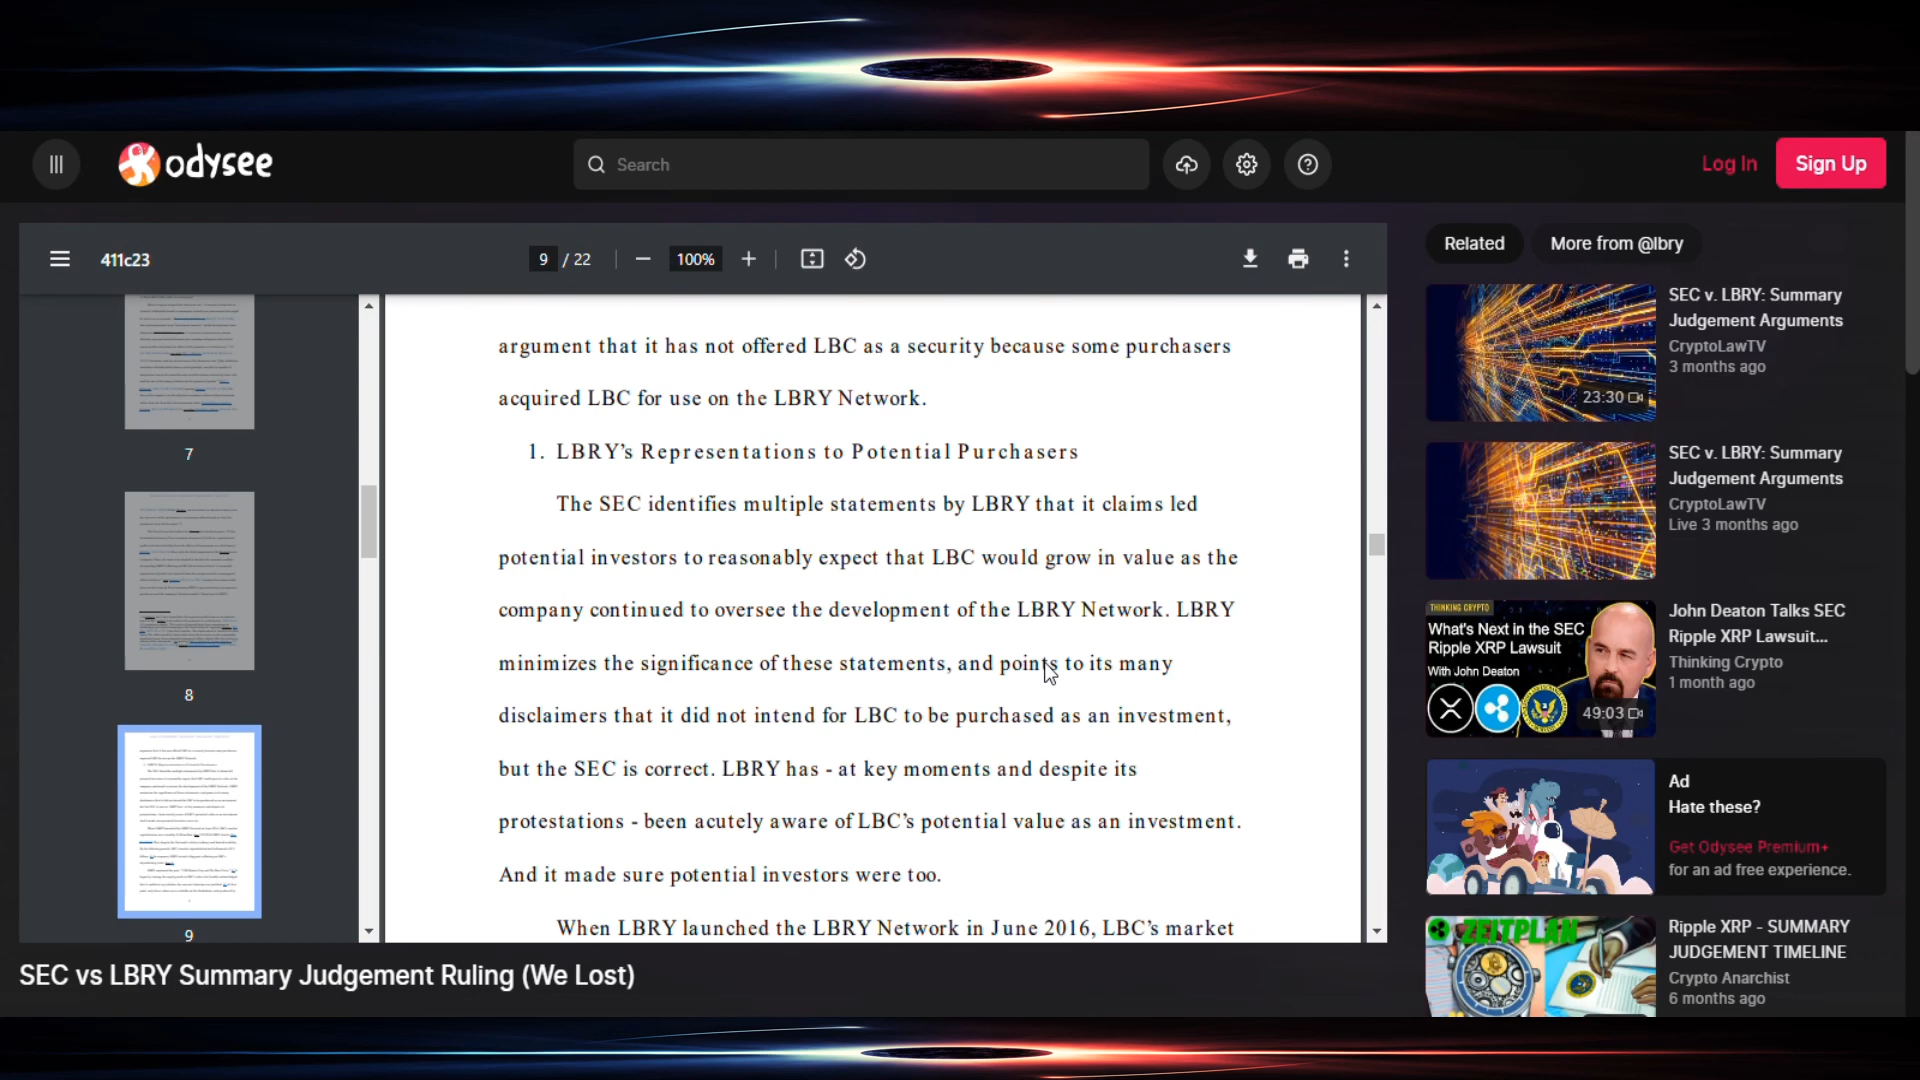 odysee
Search
Log In
Sign Up
411c23
9 / 22
100%
7
8
9
argument that it has not offered LBC as a security because some purchasers
acquired LBC for use on the LBRY Network.
1. LBRY's Representations to Potential Purchasers
The SEC identifies multiple statements by LBRY that it claims led
potential investors to reasonably expect that LBC would grow in value as the
company continued to oversee the development of the LBRY Network. LBRY
minimizes the significance of these statements, and points to its many
disclaimers that it did not intend for LBC to be purchased as an investment,
but the SEC is correct. LBRY has - at key moments and despite its
protestations - been acutely aware of LBC's potential value as an investment.
And it made sure potential investors were too.
When LBRY launched the LBRY Network in June 2016, LBC's market
SEC vs LBRY Summary Judgement Ruling (We Lost)
Related
More from @lbry
23:30
SEC v. LBRY: Summary
Judgement Arguments
CryptoLawTV
3 months ago
SEC v. LBRY: Summary
Judgement Arguments
CryptoLawTV
Live 3 months ago
THINKING CRYPTO
What's Next in the SEC
Ripple XRP Lawsuit
With John Deaton
49:03
John Deaton Talks SEC
Ripple XRP Lawsuit...
Thinking Crypto
1 month ago
Ad
Hate these?
Get Odysee Premium+
for an ad free experience.
ZEITPLAN
Ripple XRP - SUMMARY
JUDGEMENT TIMELINE
Crypto Anarchist
6 months ago